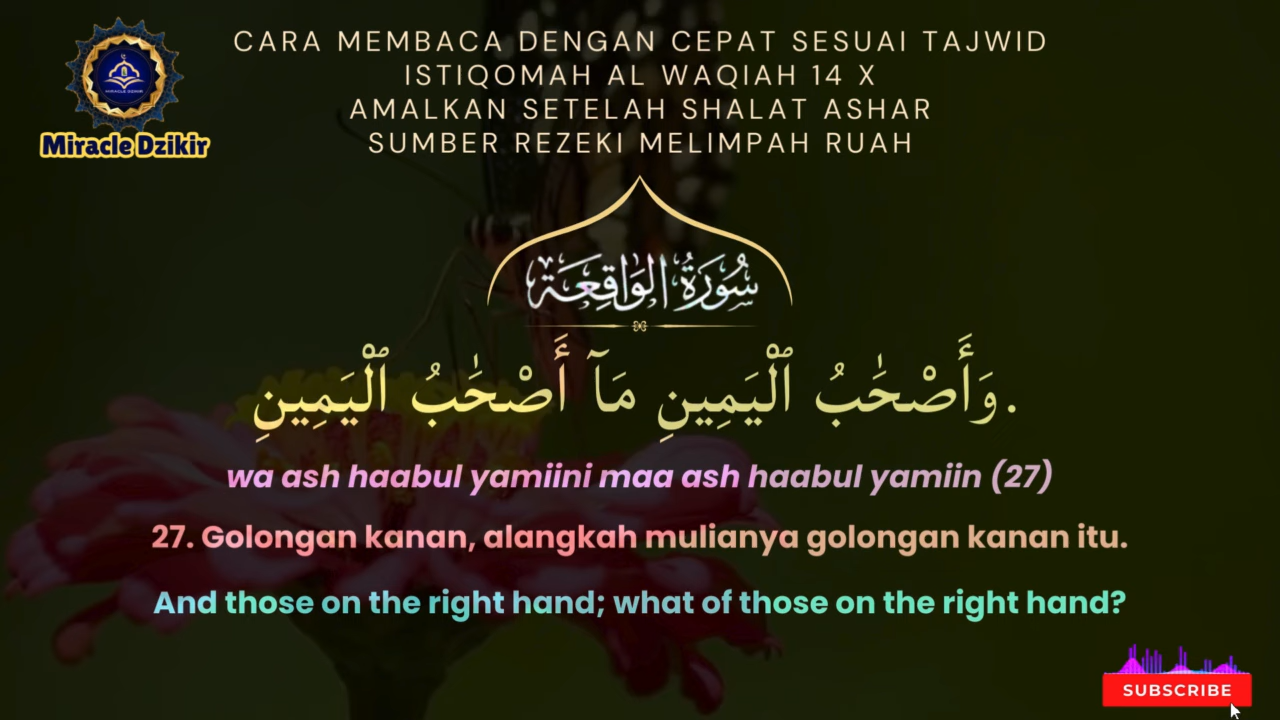 CARA MEMBACA DENGAN CEPAT SESUAI TAJWID
ISTIQOMAH AL WAQIAH 14 X
AMALKAN SETELAH SHALAT ASHAR
SUMBER REZEKI MELIMPAH RUAH
MIRACLE DZIKIR
Miracle Dzikir
سُورَةُ الوَاقِعَة
.وَأَصْحَٰبُ ٱلْيَمِينِ مَآ أَصْحَٰبُ ٱلْيَمِينِ
wa ash haabul yamiini maa ash haabul yamiin (27)
27. Golongan kanan, alangkah mulianya golongan kanan itu.
And those on the right hand; what of those on the right hand?
SUBSCRIBE